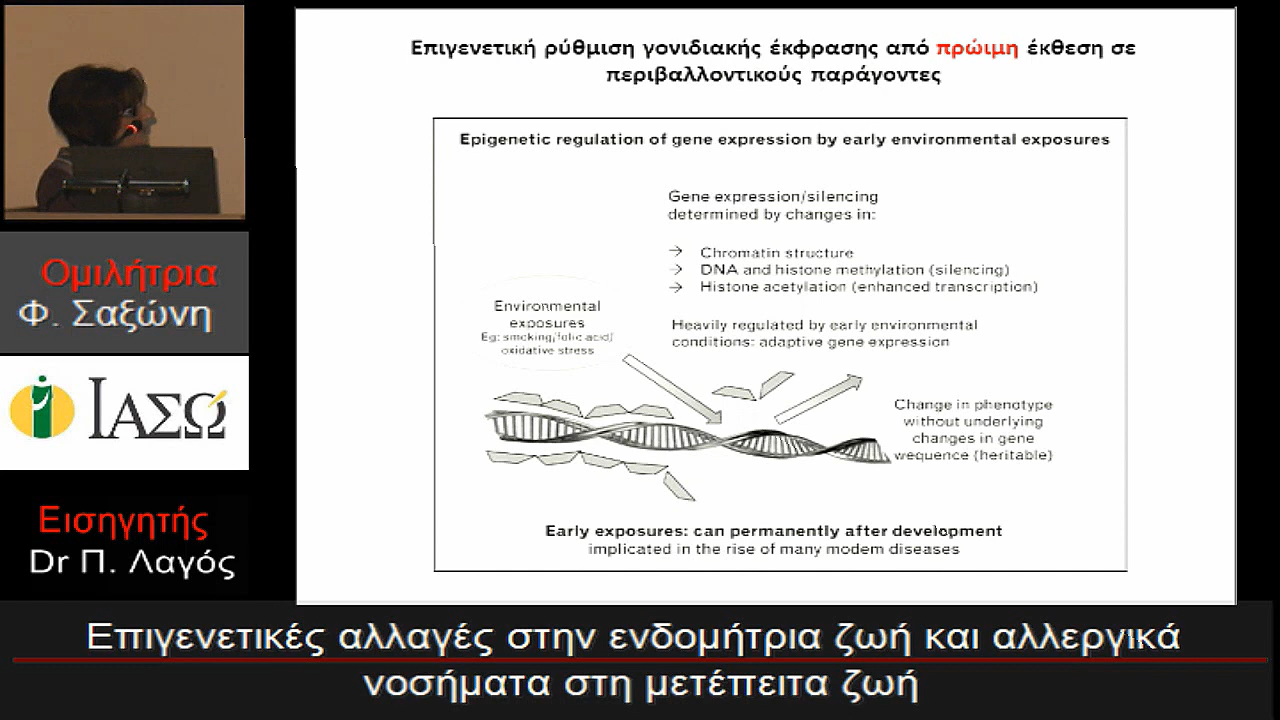 Επιγενετική ρύθμιση γονιδιακής έκφρασης από πρώιμη έκθεση σε
περιβαλλοντικούς παράγοντες
Epigenetic regulation of gene expression by early environmental exposures
Gene expression/silencing
determined by changes in:
→ Chromatin structure
→ DNA and histone methylation (silencing)
→ Histone acetylation (enhanced transcription)
Environmental
exposures
Eg: smoking/folic acid/
oxidative stress
Heavily regulated by early environmental
conditions: adaptive gene expression
Change in phenotype
without underlying
changes in gene
wequence (heritable)
Early exposures: can permanently after development
implicated in the rise of many modem diseases
Ομιλήτρια
Φ. Σαξώνη
ΙΑΣΩ
Εισηγητής
Dr Π. Λαγός
Επιγενετικές αλλαγές στην ενδομήτρια ζωή και αλλεργικά
νοσήματα στη μετέπειτα ζωή